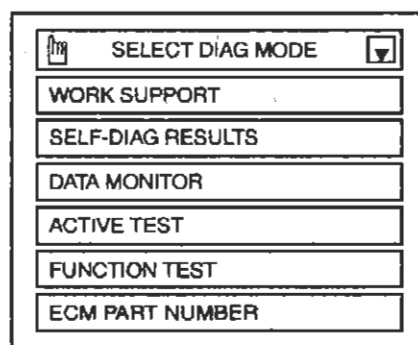 SELECT DIAG MODE
WORK SUPPORT
SELF-DIAG RESULTS
DATA MONITOR
ACTIVE TEST
FUNCTION TEST
ECM PART NUMBER